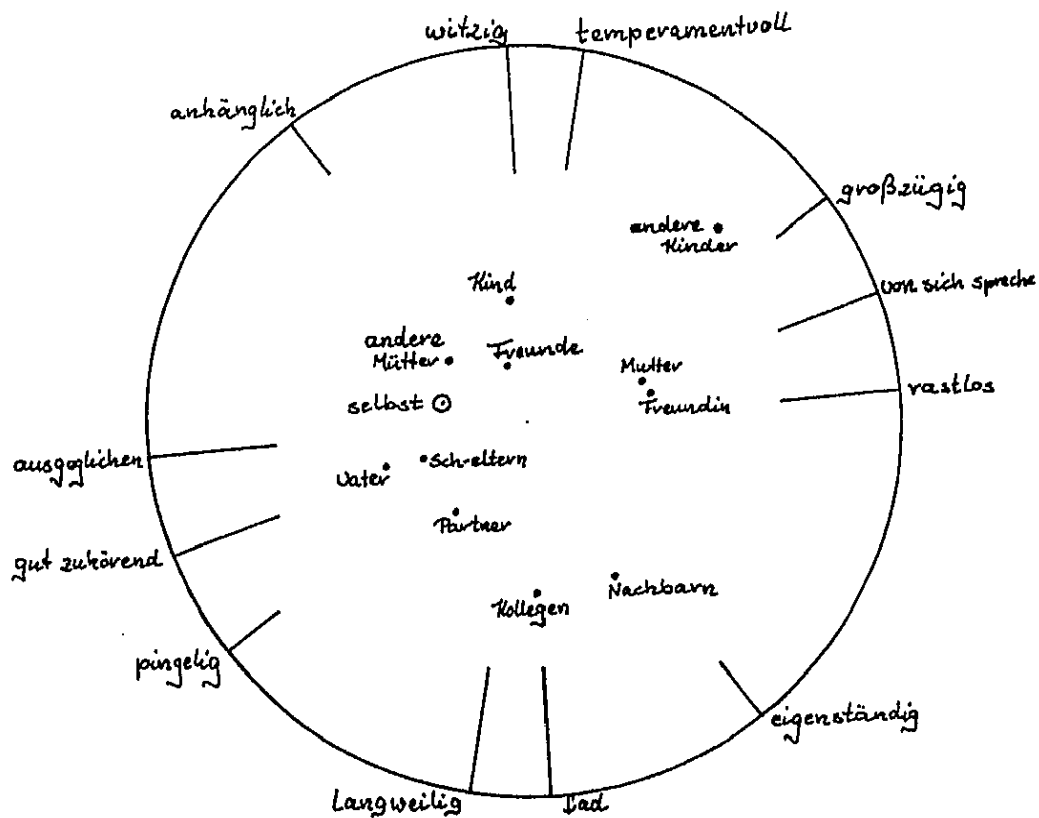 witzig
temperamentvoll
anhänglich
großzügig
andere
Kinder
Kind
von sich spreche
andere
Mütter
Freunde
Mutter
rastlos
selbst
Freundin
ausgeglichen
Sch-eltern
Vater
Partner
gut zuhörend
Nachbarn
Kollegen
pingelig
eigenständig
Langweilig